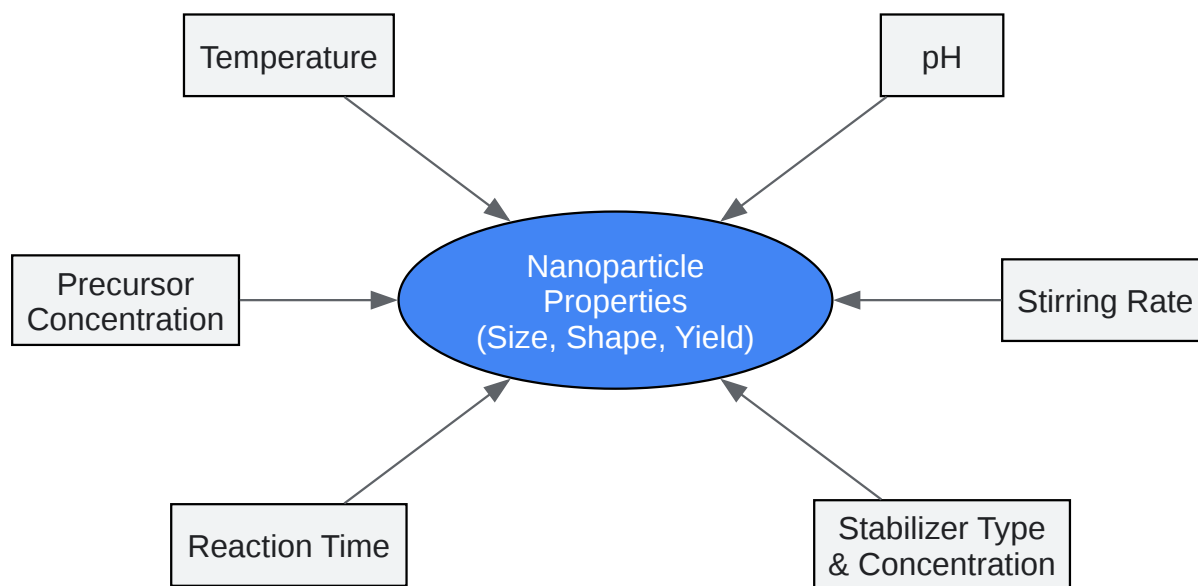 Temperature
pH
Nanoparticle
Properties
(Size, Shape, Yield)
Precursor
Concentration
Stirring Rate
Reaction Time
Stabilizer Type
& Concentration